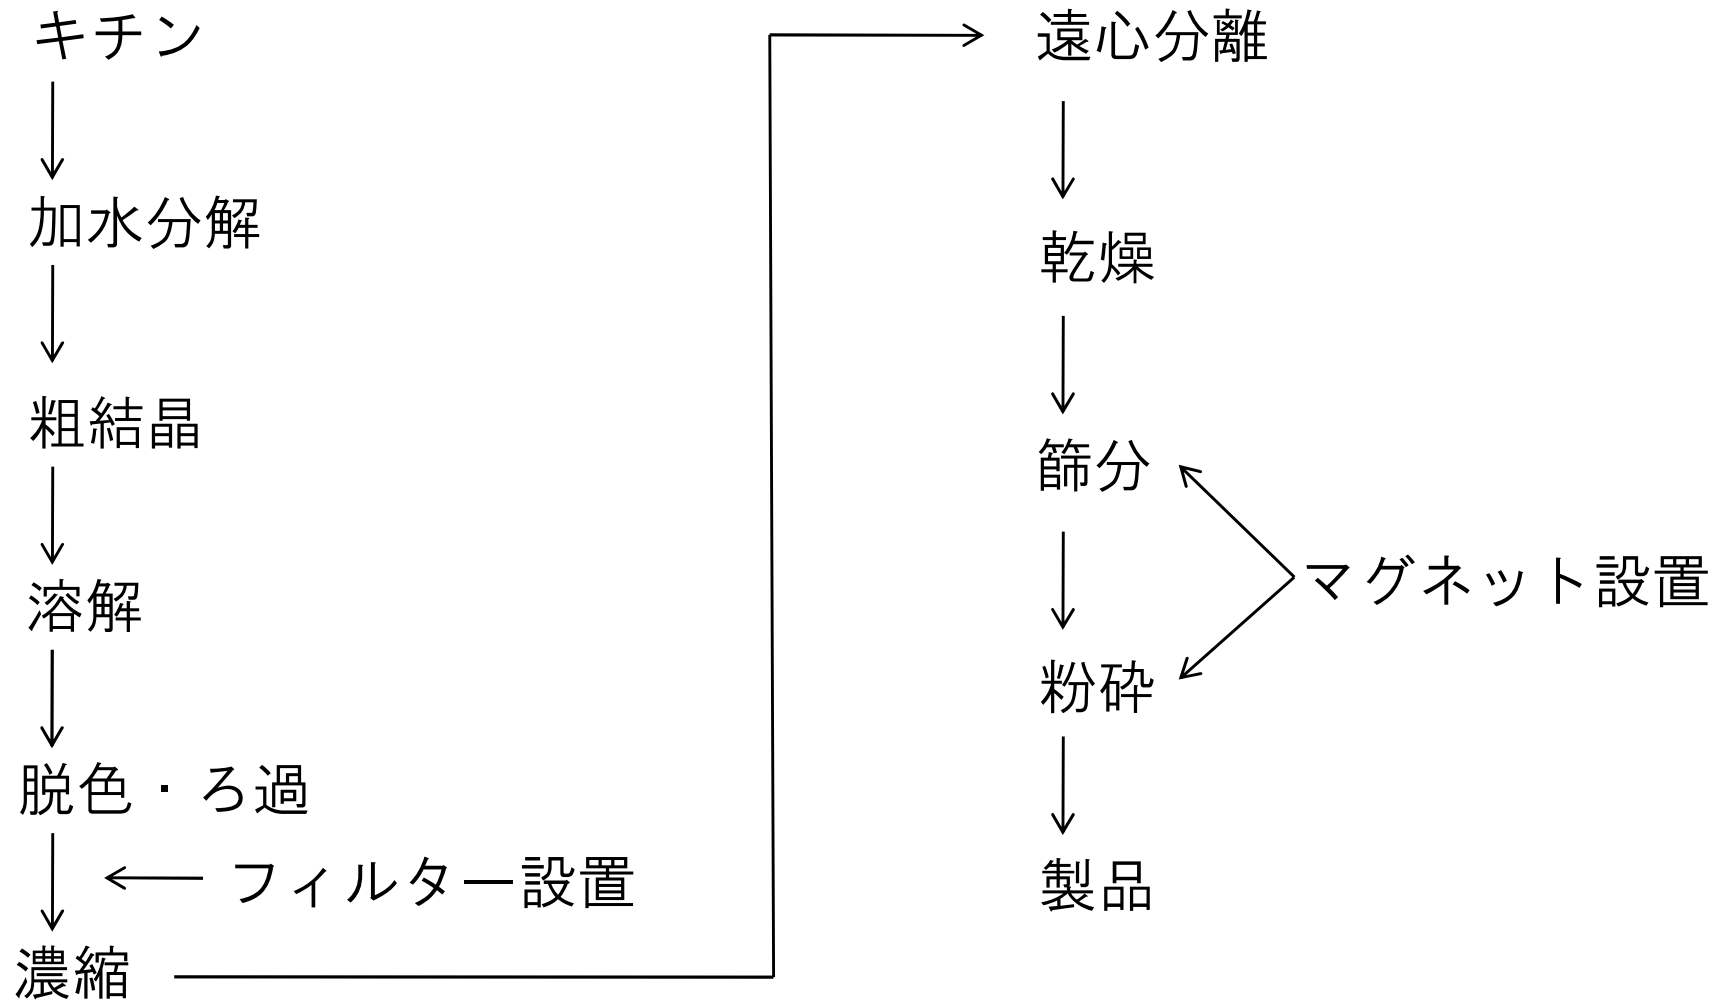 キチン
加水分解
粗結晶
溶解
脱色・ろ過
フィルター設置
濃縮
遠心分離
乾燥
篩分
マグネット設置
粉砕
製品